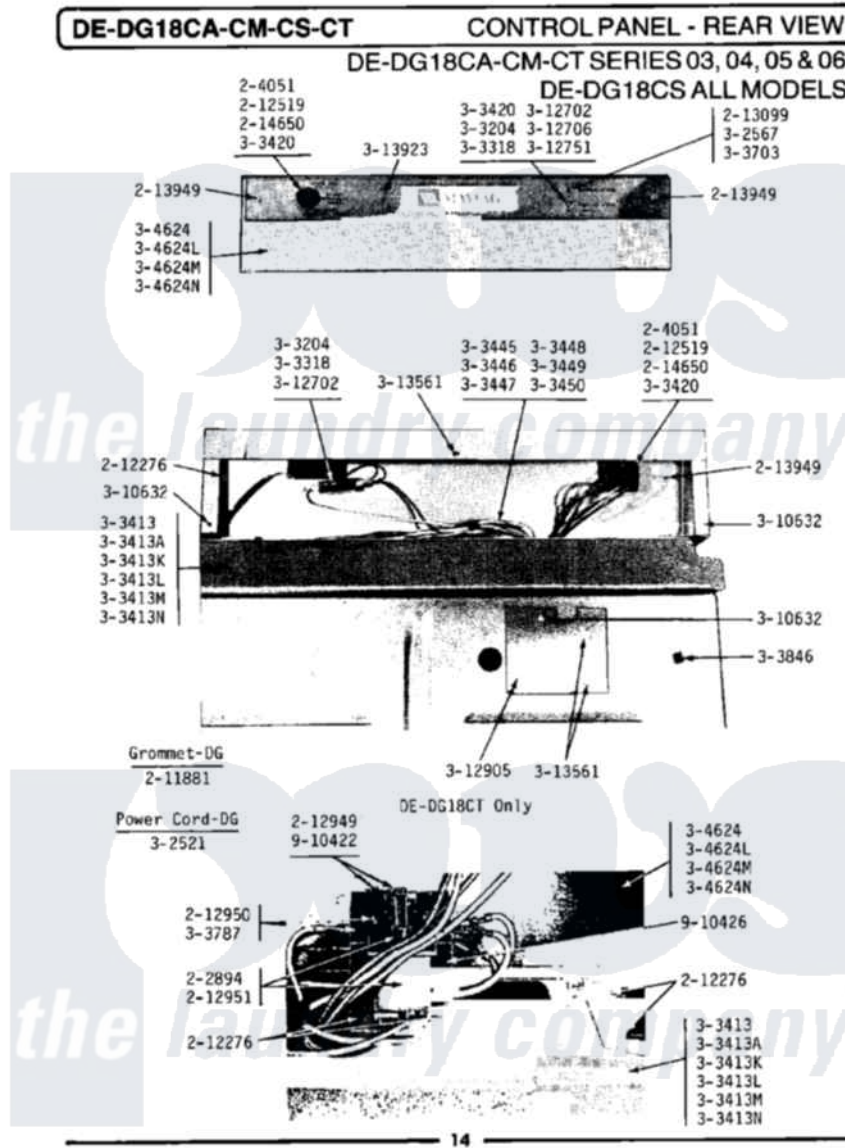 DE-DG18CA-CM-CS-CT CONTROL PANEL - REAR VIEW
DE-DG18CA-CM-CT SERIES 03, 04, 05 & 06
DE-DG18CS ALL MODELS
2-4051
2-12519
2-14650
3-3420
3-13923
3-3420 3-12702
3-3204 3-12706
3-3318 3-12751
2-13099
3-2567
3-3703
2-13949
2-13949
3-4624
3-4624L
3-4624M
3-4624N
3-3204
3-3318
3-12702
3-13561
3-3445 3-3448
3-3446 3-3449
3-3447 3-3450
2-4051
2-12519
2-14650
3-3420
the laundry company
2-12276
3-10632
3-3413
3-3413A
3-3413K
3-3413L
3-3413M
3-3413N
2-13949
3-10632
3-10632
3-3846
3-12905
3-13561
Grommet-DG
2-11881
Power Cord-DG
3-2521
DE-DG18CT Only
2-12949
9-10422
3-4624
3-4624L
3-4624M
3-4624N
2-12950
3-3787
9-10426
2-2894
2-12951
2-12276
2-12276
the laundry company
3-3413
3-3413A
3-3413K
3-3413L
3-3413M
3-3413N
14